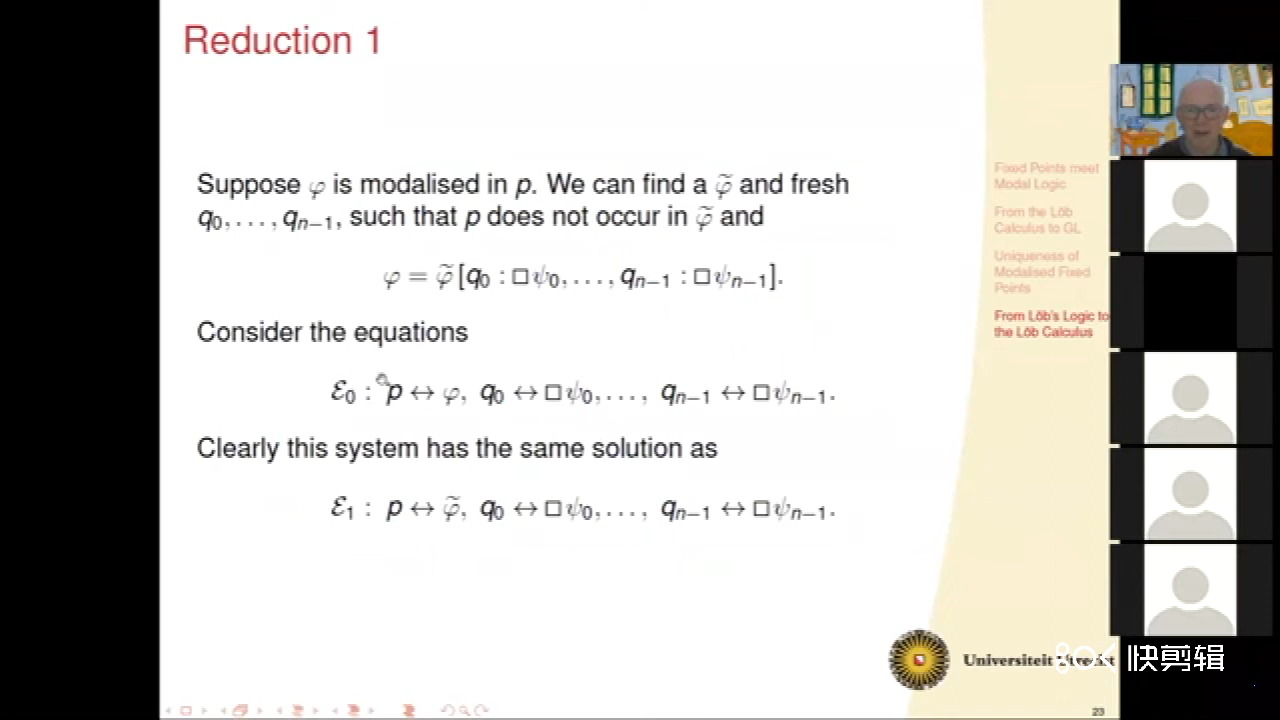 Reduction 1
Suppose φ is modalised in p. We can find a φ̃ and fresh
q₀, . . . , qₙ₋₁, such that p does not occur in φ̃ and
φ = φ̃ [q₀ : □ψ₀, . . . , qₙ₋₁ : □ψₙ₋₁].
Consider the equations
ℰ₀ : p ↔ φ, q₀ ↔ □ψ₀, . . . , qₙ₋₁ ↔ □ψₙ₋₁.
Clearly this system has the same solution as
ℰ₁ : p ↔ φ̃, q₀ ↔ □ψ₀, . . . , qₙ₋₁ ↔ □ψₙ₋₁.
Fixed Points meet
Modal Logic
From the Löb
Calculus to GL
Uniqueness of
Modalised Fixed
Points
From Löb's Logic to
the Löb Calculus
Universiteit Utrecht
快剪辑
23